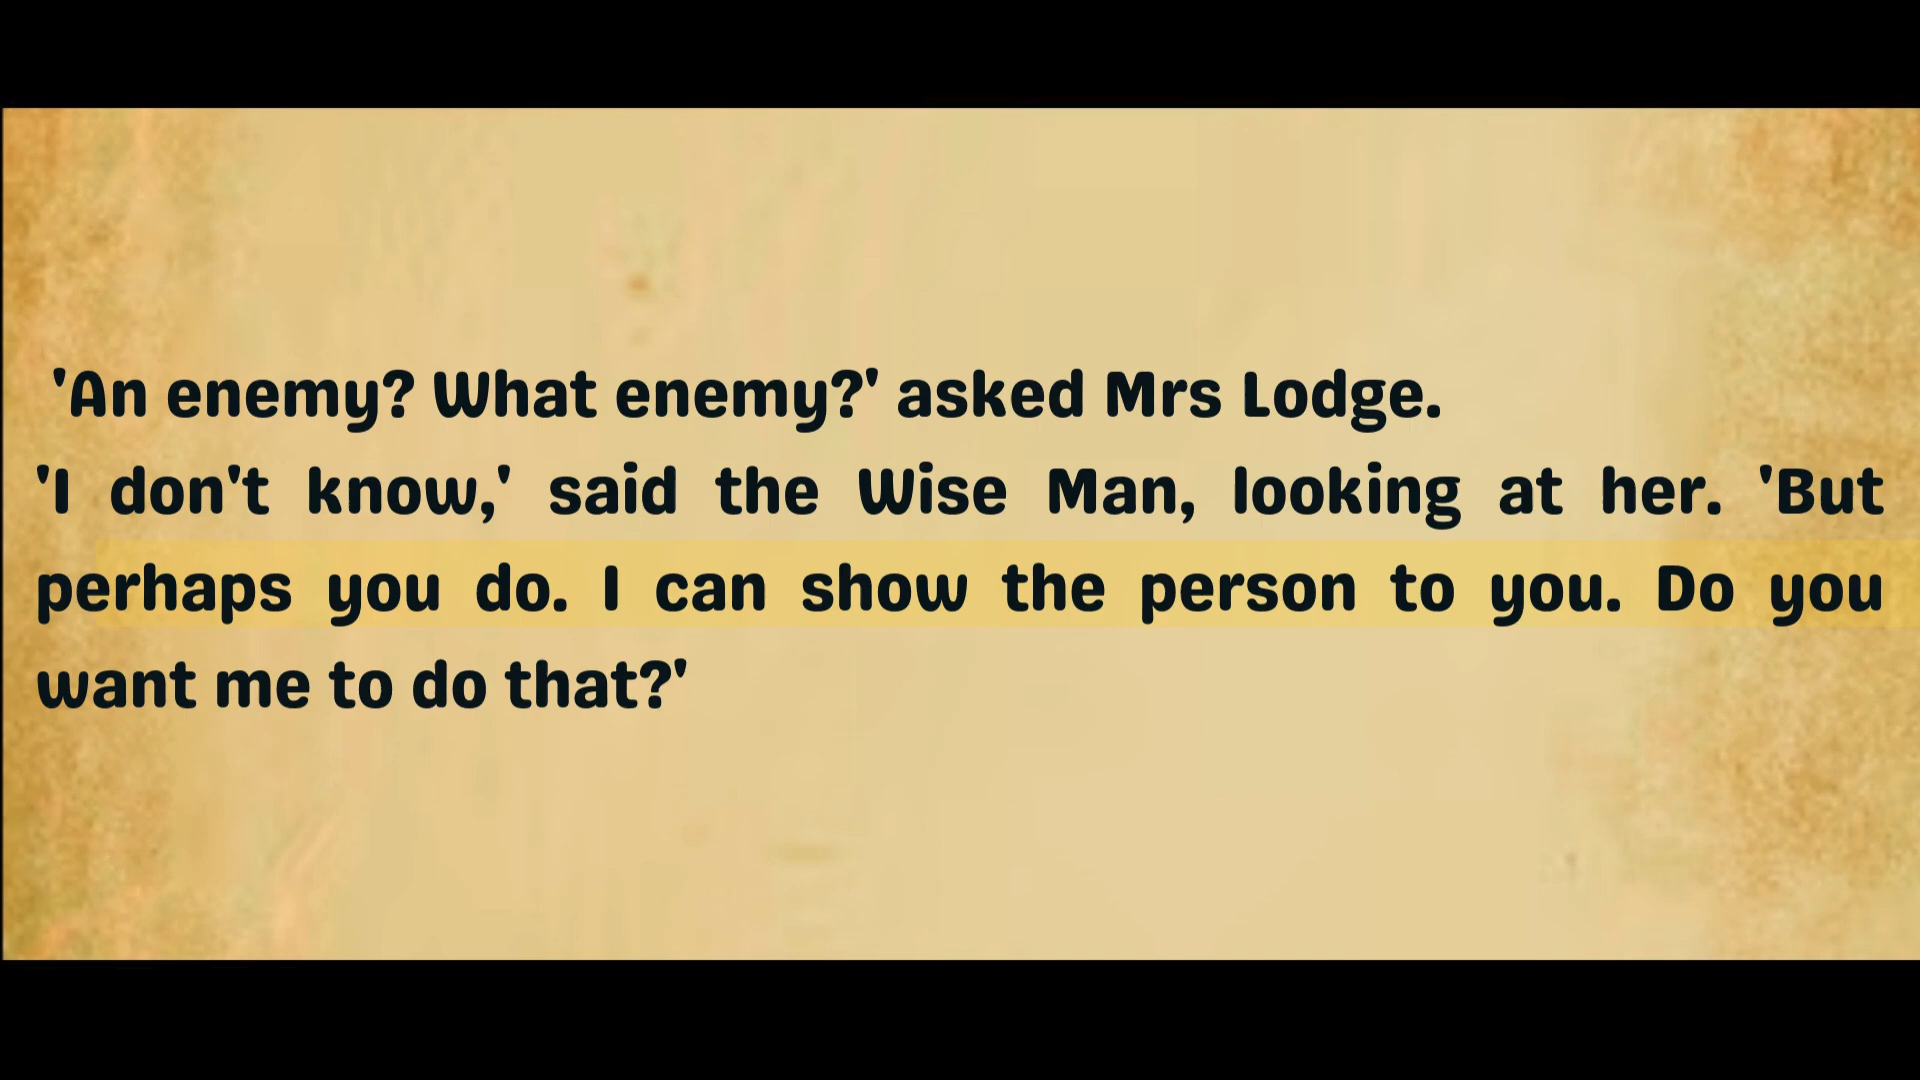 'An enemy? What enemy?' asked Mrs Lodge.
'I don't know,' said the Wise Man, looking at her. 'But
perhaps you do. I can show the person to you. Do you
want me to do that?'